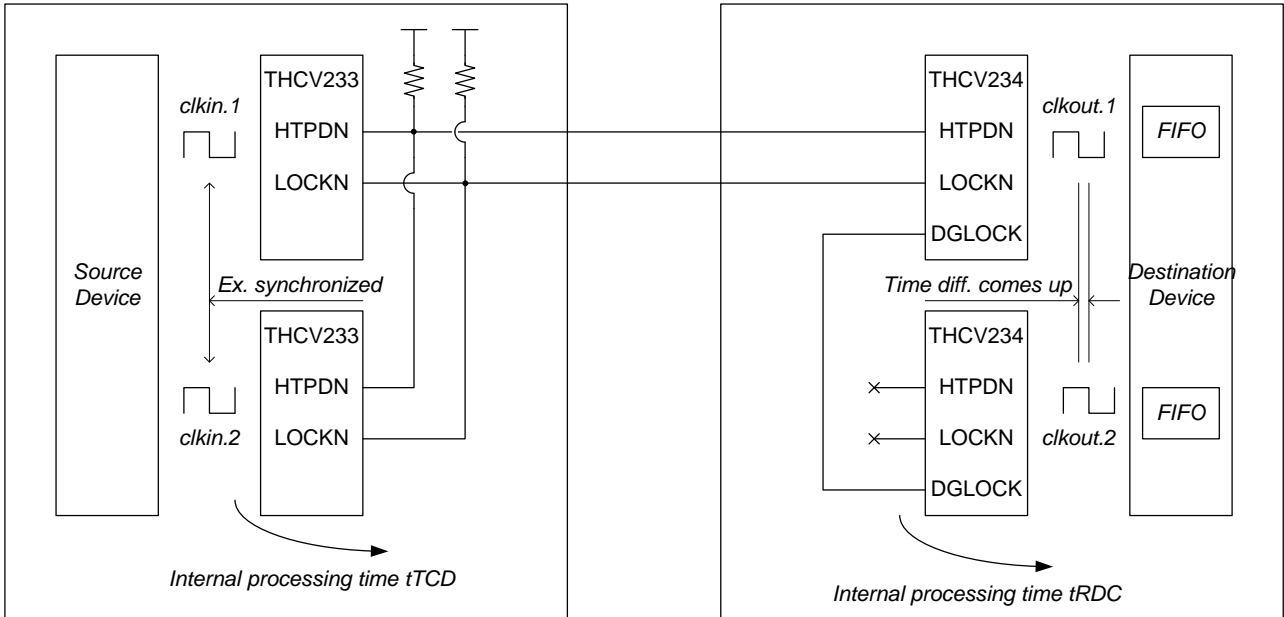 THCV233
clkin.1
HTPDN
LOCKN
Source
Device
Ex. synchronized
THCV233
HTPDN
clkin.2
LOCKN
Internal processing time tTCD
THCV234
clkout.1
HTPDN
FIFO
LOCKN
DGLOCK
Time diff. comes up
Destination
Device
THCV234
HTPDN
FIFO
LOCKN
clkout.2
DGLOCK
Internal processing time tRDC